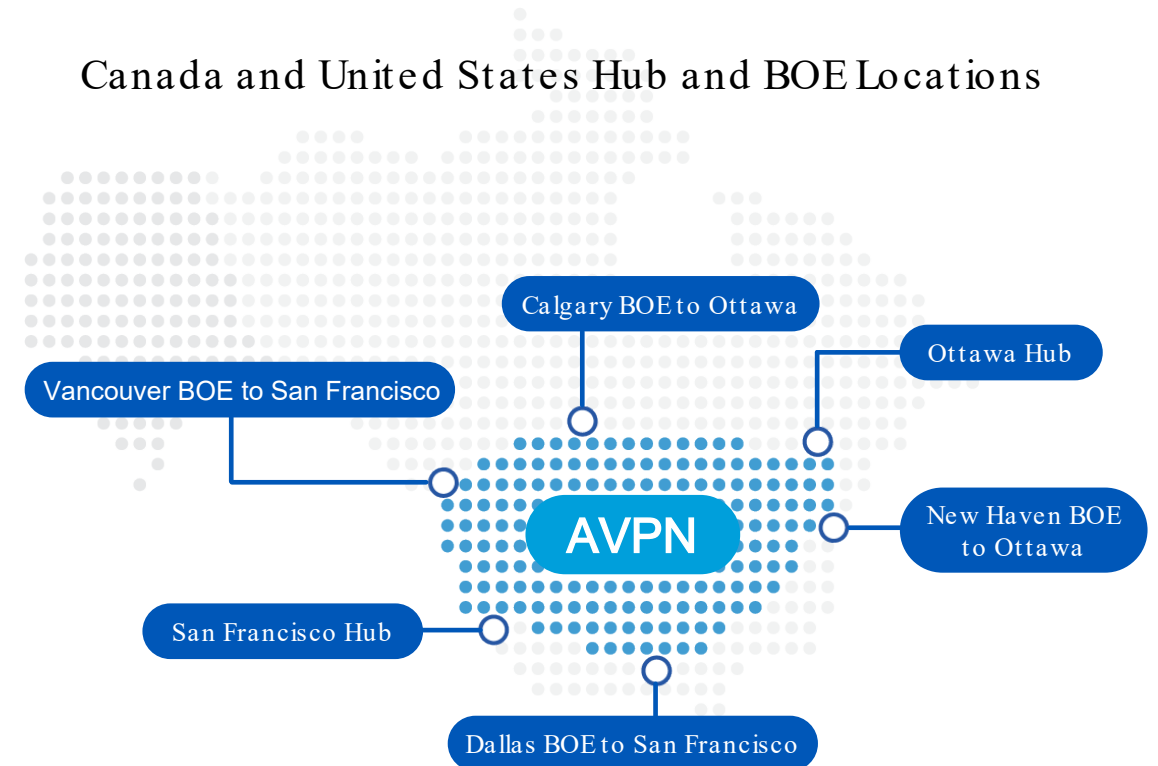 Canada and United States Hub and BOE Locations
Calgary BOE to Ottawa
Ottawa Hub
Vancouver BOE to San Francisco
AVPN
New Haven BOE
to Ottawa
San Francisco Hub
Dallas BOE to San Francisco